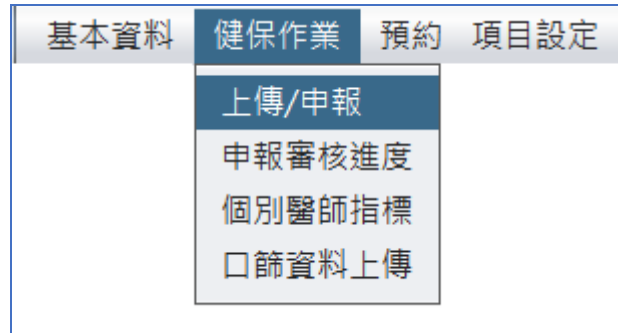 基本資料 健保作業 預約 項目設定
上傳/申報
申報審核進度
個別醫師指標
口篩資料上傳